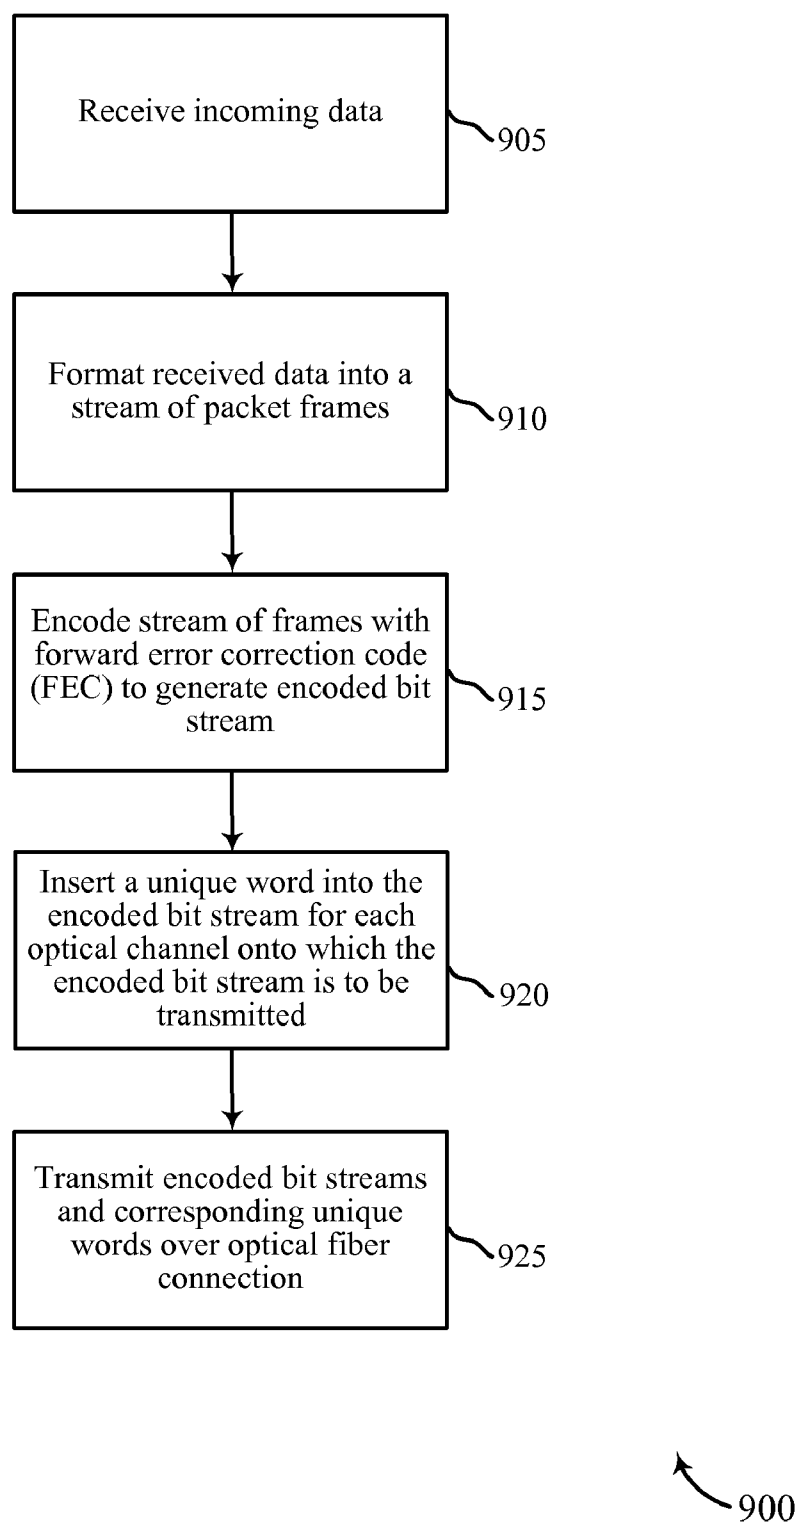 Receive incoming data
905
Format received data into a
stream of packet frames
910
Encode stream of frames with
forward error correction code
(FEC) to generate encoded bit
stream
915
Insert a unique word into the
encoded bit stream for each
optical channel onto which the
encoded bit stream is to be
transmitted
920
Transmit encoded bit streams
and corresponding unique
words over optical fiber
connection
925
900